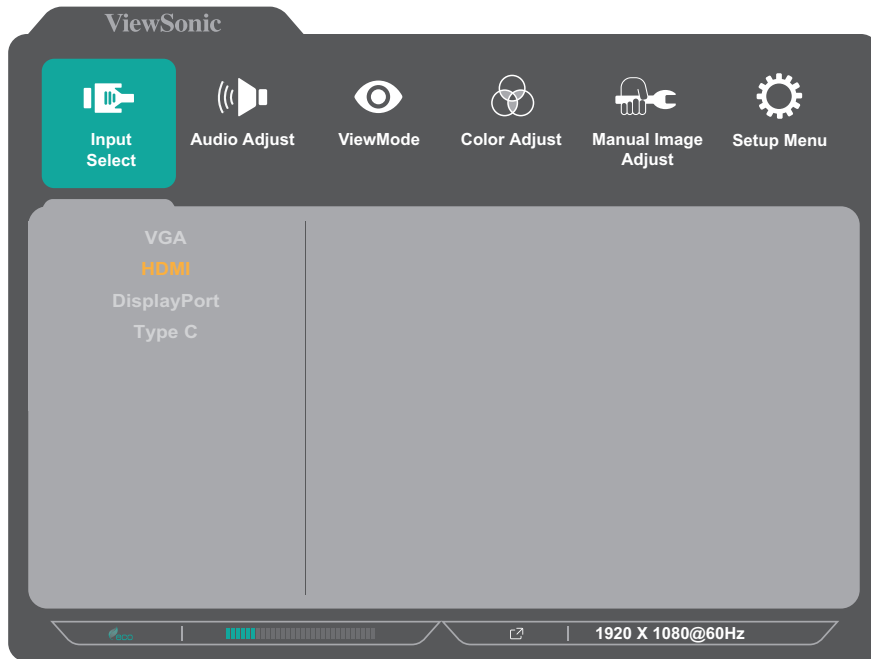 ViewSonic
Input
Select
Audio Adjust
ViewMode
Color Adjust
Manual Image
Adjust
Setup Menu
VGA
HDMI
DisplayPort
Type C
eco
1920 X 1080@60Hz